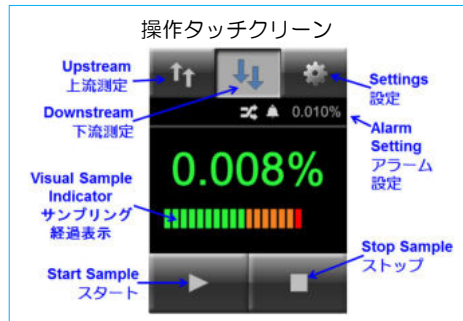 操作タッチクリーン
Upstream
上流測定
Downstream
下流測定
Settings
設定
0.010%
Alarm
Setting
アラーム
設定
0.008%
Visual Sample
Indicator
サンプリング
経過表示
Start Sample
スタート
Stop Sample
ストップ